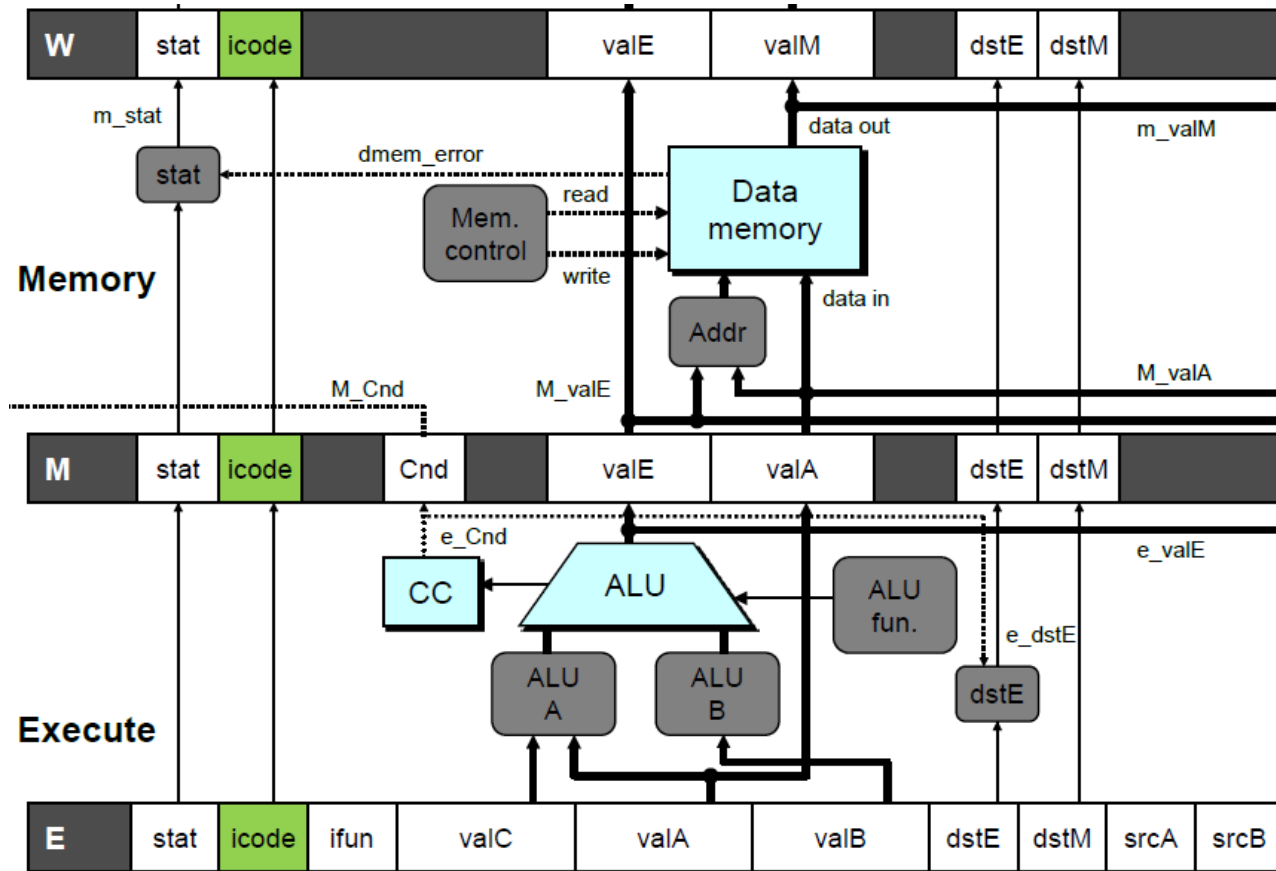 W stat icode valE valM dstE dstM
m_stat
data out
m_valM
dmem_error
stat
read
Data
memory
Mem.
control
write
Memory
data in
Addr
M_Cnd
M_valE
M_valA
M stat icode Cnd valE valA dstE dstM
e_Cnd
e_valE
CC
ALU
ALU
fun.
e_dstE
ALU
A
ALU
B
dstE
Execute
E stat icode ifun valC valA valB dstE dstM srcA srcB